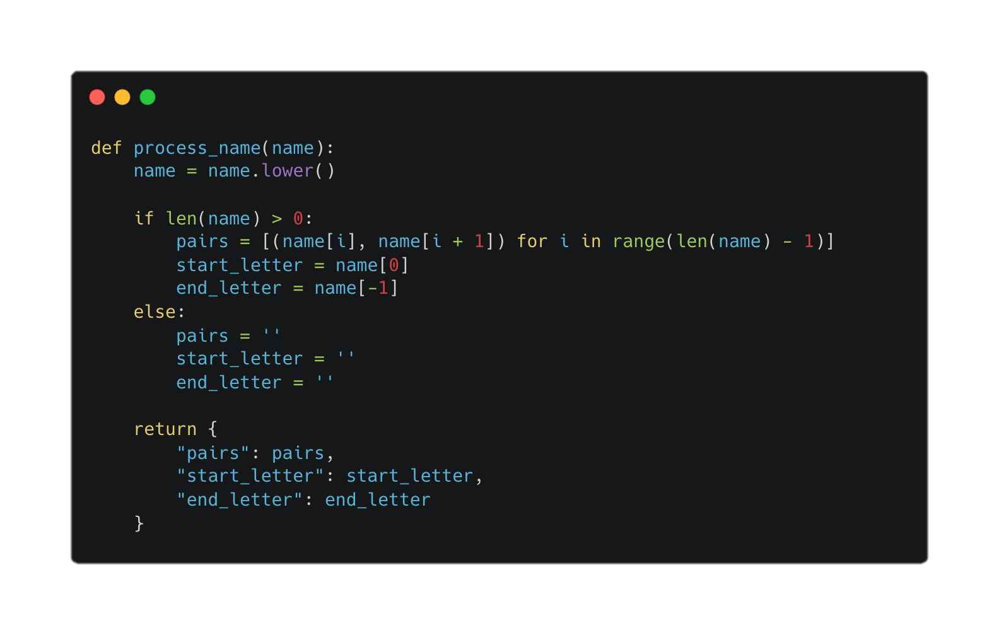 def process_name(name):
    name = name.lower()

    if len(name) > 0:
        pairs = [(name[i], name[i + 1]) for i in range(len(name) - 1)]
        start_letter = name[0]
        end_letter = name[-1]
    else:
        pairs = ''
        start_letter = ''
        end_letter = ''

    return {
        "pairs": pairs,
        "start_letter": start_letter,
        "end_letter": end_letter
    }